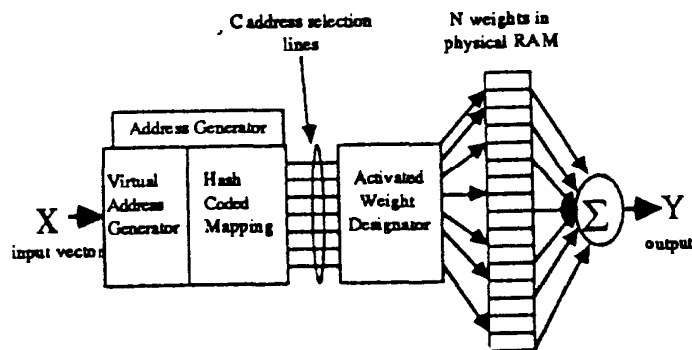 C address selection
lines
N weights in
physical RAM
Address Generator
Virtual
Address
Generator
Hash
Coded
Mapping
Activated
Weight
Designator
X
input vector
Σ
Y
output